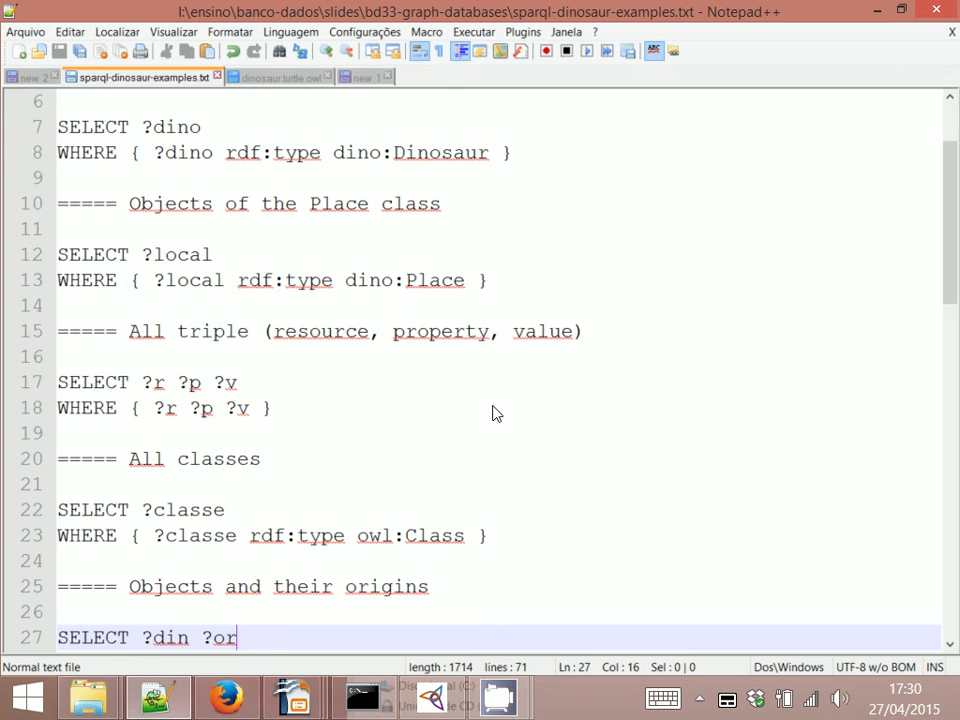 I:\ensino\banco-dados\slides\bd33-graph-databases\sparql-dinosaur-examples.txt - Notepad++
Arquivo Editar Localizar Visualizar Formatar Linguagem Configurações Macro Executar Plugins Janela ? X
new 2 sparql-dinosaur-examples.txt dinosaur.turtle.owl new 1
6
7 SELECT ?dino
8 WHERE { ?dino rdf:type dino:Dinosaur }
9
10 ===== Objects of the Place class
11
12 SELECT ?local
13 WHERE { ?local rdf:type dino:Place }
14
15 ===== All triple (resource, property, value)
16
17 SELECT ?r ?p ?v
18 WHERE { ?r ?p ?v }
19
20 ===== All classes
21
22 SELECT ?classe
23 WHERE { ?classe rdf:type owl:Class }
24
25 ===== Objects and their origins
26
27 SELECT ?din ?or
Normal text file length : 1714 lines : 71 Ln : 27 Col : 16 Sel : 0 | 0 Dos\Windows UTF-8 w/o BOM INS
17:30
27/04/2015